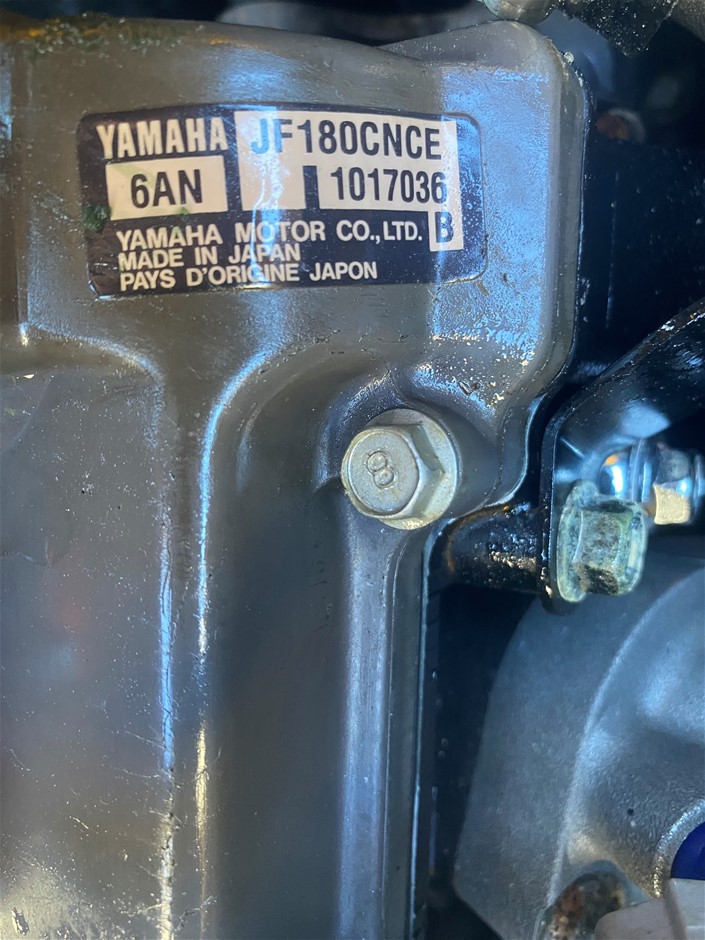 YAMAHA JF180CNCE
6AN 1017036
YAMAHA MOTOR CO.,LTD. B
MADE IN JAPAN
PAYS D'ORIGINE JAPON
8